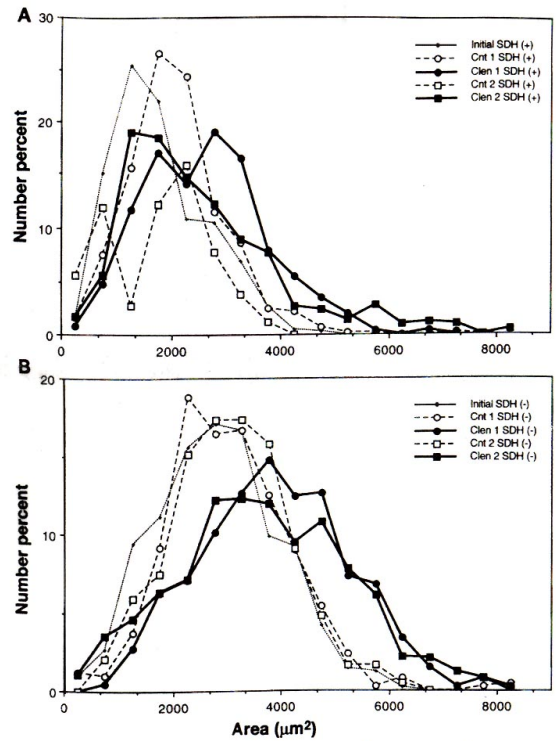 A
30
20
10
0
Number percent
Initial SDH (+)
Cnt 1 SDH (+)
Clen 1 SDH (+)
Cnt 2 SDH (+)
Clen 2 SDH (+)
0 2000 4000 6000 8000
B
20
10
0
Number percent
Initial SDH (-)
Cnt 1 SDH (-)
Clen 1 SDH (-)
Cnt 2 SDH (-)
Clen 2 SDH (-)
0 2000 4000 6000 8000
Area (μm²)